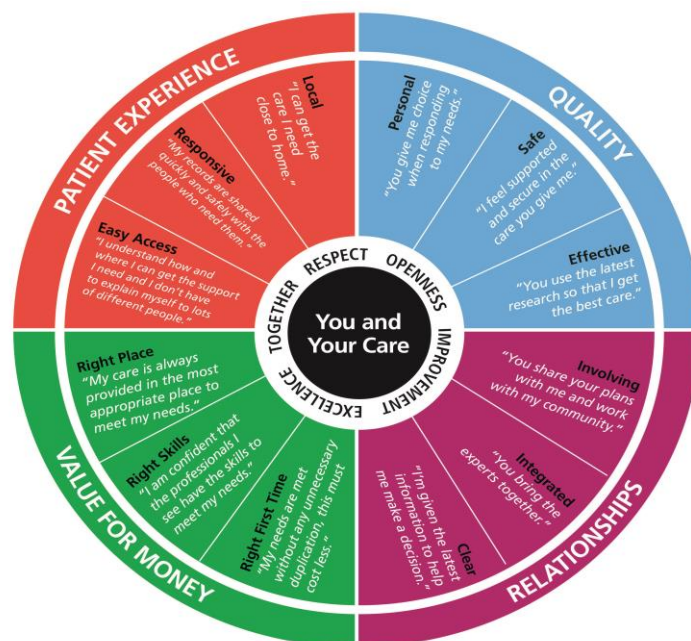 PATIENT EXPERIENCE
Local
"I can get the
care I need
close to home."
Responsive
"My records are shared
quickly and safely with the
people who need them."
Easy Access
"I understand how and
where I can get the support
I need and I don't have
to explain myself to lots
of different people."
QUALITY
Personal
"You give me choice
when responding
to my needs."
Safe
"I feel supported
and secure in the
care you give me."
Effective
"You use the latest
research so that I get
the best care."
TOGETHER RESPECT OPENNESS IMPROVEMENT EXCELLENCE
You and
Your Care
VALUE FOR MONEY
Right Place
"My care is always
provided in the most
appropriate place to
meet my needs."
Right Skills
"I am confident that
the professionals I
see have the skills to
meet my needs."
Right First Time
"My needs are met
without any unnecessary
duplication, this must
cost less."
RELATIONSHIPS
Involving
"You share your plans
with me and work
with my community."
Integrated
"You bring the
experts together."
Clear
"I'm given the latest
information to help
me make a decision."